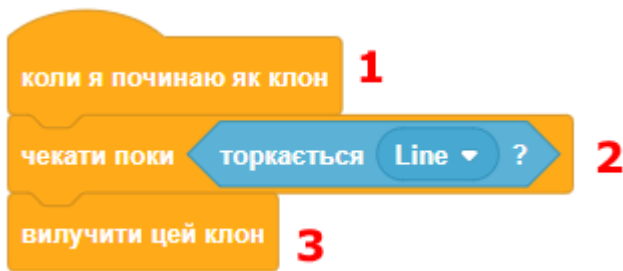 коли я починаю як клон 1
чекати поки торкається Line ? 2
вилучити цей клон 3